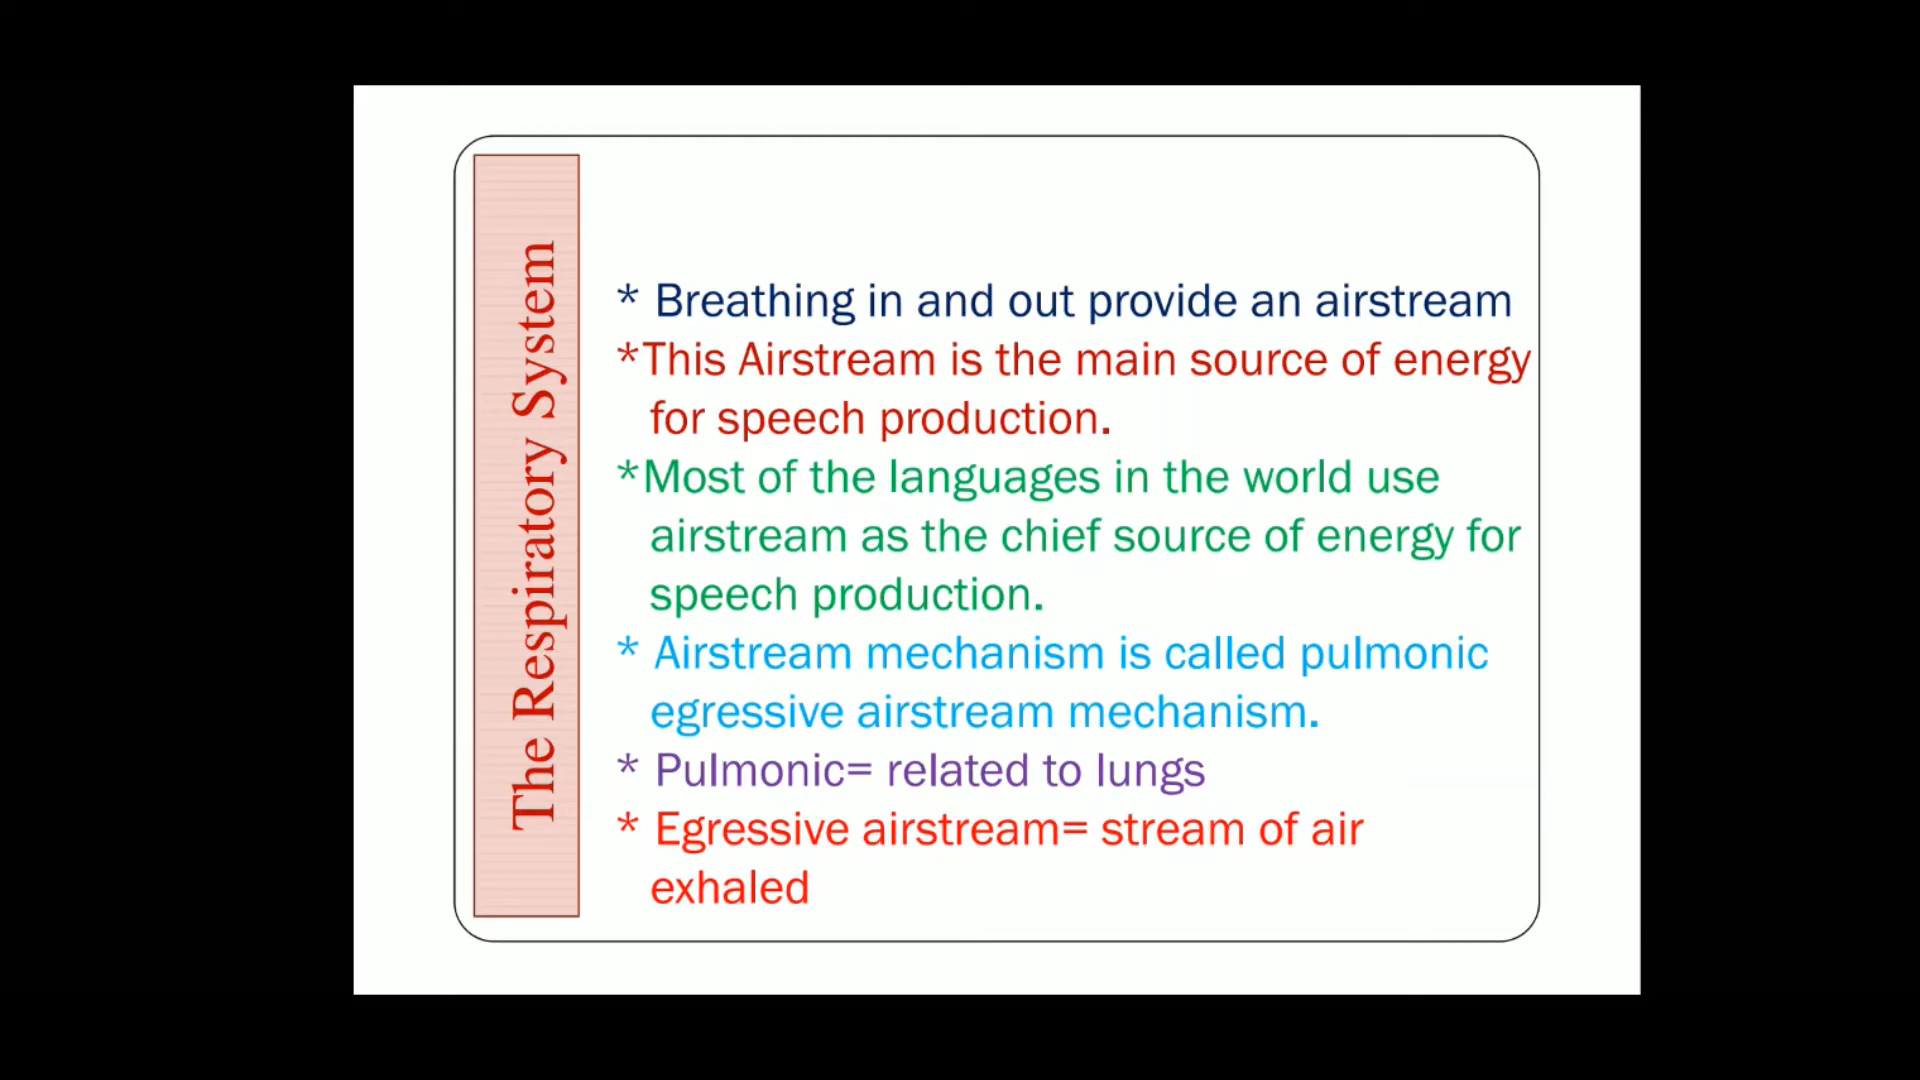 The Respiratory System
* Breathing in and out provide an airstream
*This Airstream is the main source of energy
for speech production.
*Most of the languages in the world use
airstream as the chief source of energy for
speech production.
* Airstream mechanism is called pulmonic
egressive airstream mechanism.
* Pulmonic= related to lungs
* Egressive airstream= stream of air
exhaled